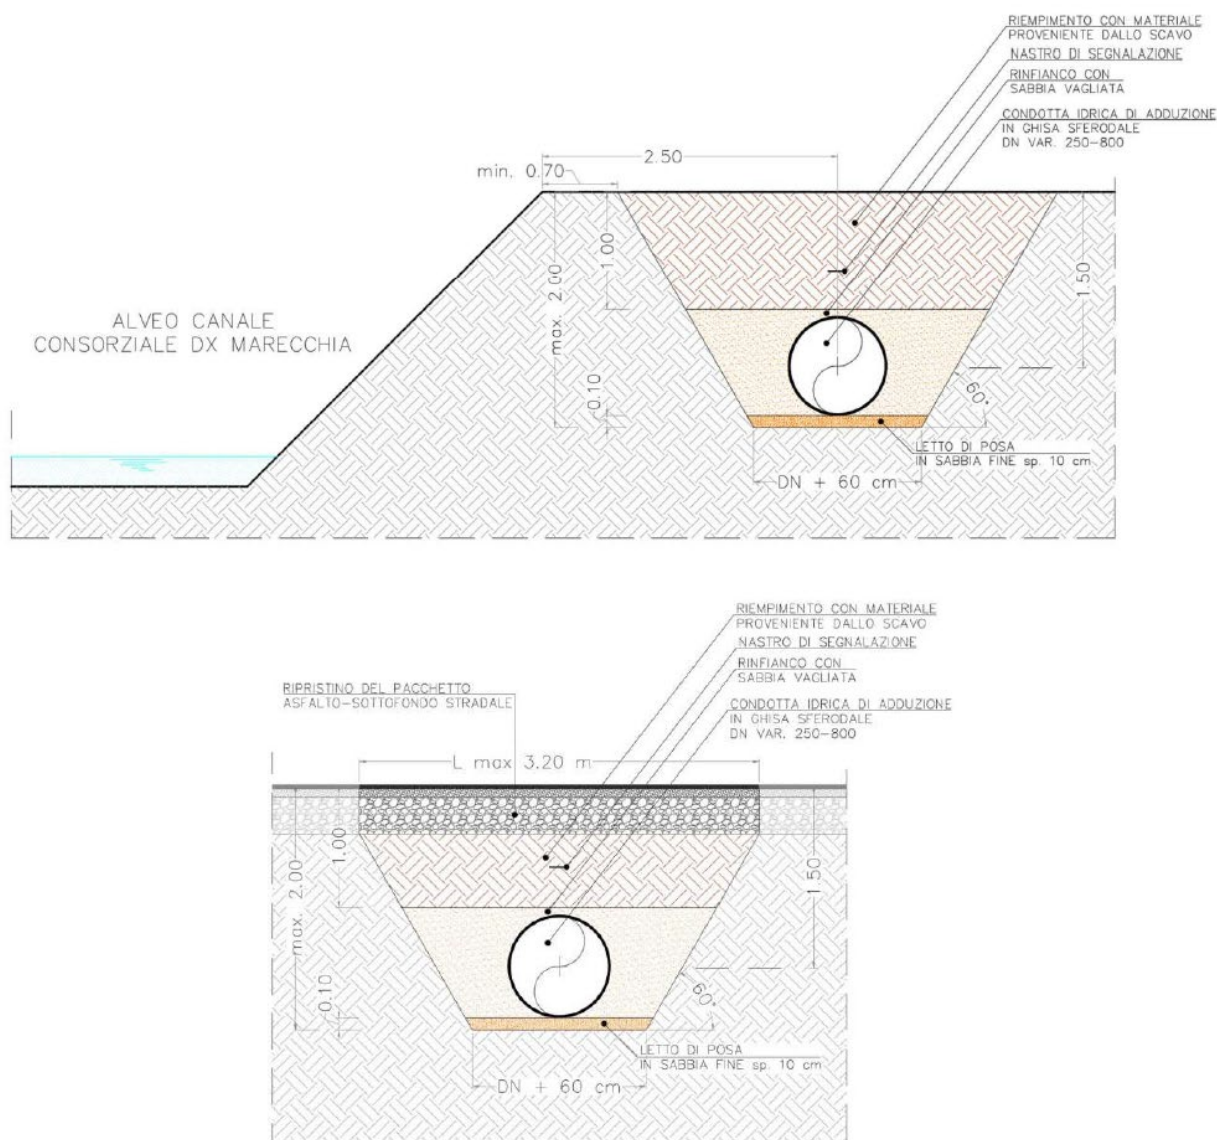 RIEMPIMENTO CON MATERIALE
PROVENIENTE DALLO SCAVO
NASTRO DI SEGNALAZIONE
RINFIANCO CON
SABBIA VAGLIATA
CONDOTTA IDRICA DI ADDUZIONE
IN GHISA SFERODALE
DN VAR. 250-800
2.50
min. 0.70
1.00
max. 2.00
1.50
ALVEO CANALE
CONSORZIALE DX MARECCHIA
0.10
60°
LETTO DI POSA
IN SABBIA FINE sp. 10 cm
DN + 60 cm
RIEMPIMENTO CON MATERIALE
PROVENIENTE DALLO SCAVO
NASTRO DI SEGNALAZIONE
RINFIANCO CON
SABBIA VAGLIATA
RIPRISTINO DEL PACCHETTO
ASFALTO-SOTTOFONDO STRADALE
CONDOTTA IDRICA DI ADDUZIONE
IN GHISA SFERODALE
DN VAR. 250-800
L max 3.20 m
1.00
max. 2.00
1.50
0.10
60°
LETTO DI POSA
IN SABBIA FINE sp. 10 cm
DN + 60 cm